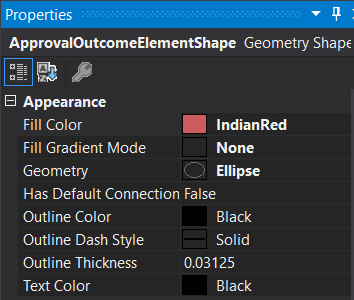 Properties
ApprovalOutcomeElementShape Geometry Shape
Appearance
Fill Color IndianRed
Fill Gradient Mode None
Geometry Ellipse
Has Default Connection False
Outline Color Black
Outline Dash Style Solid
Outline Thickness 0.03125
Text Color Black